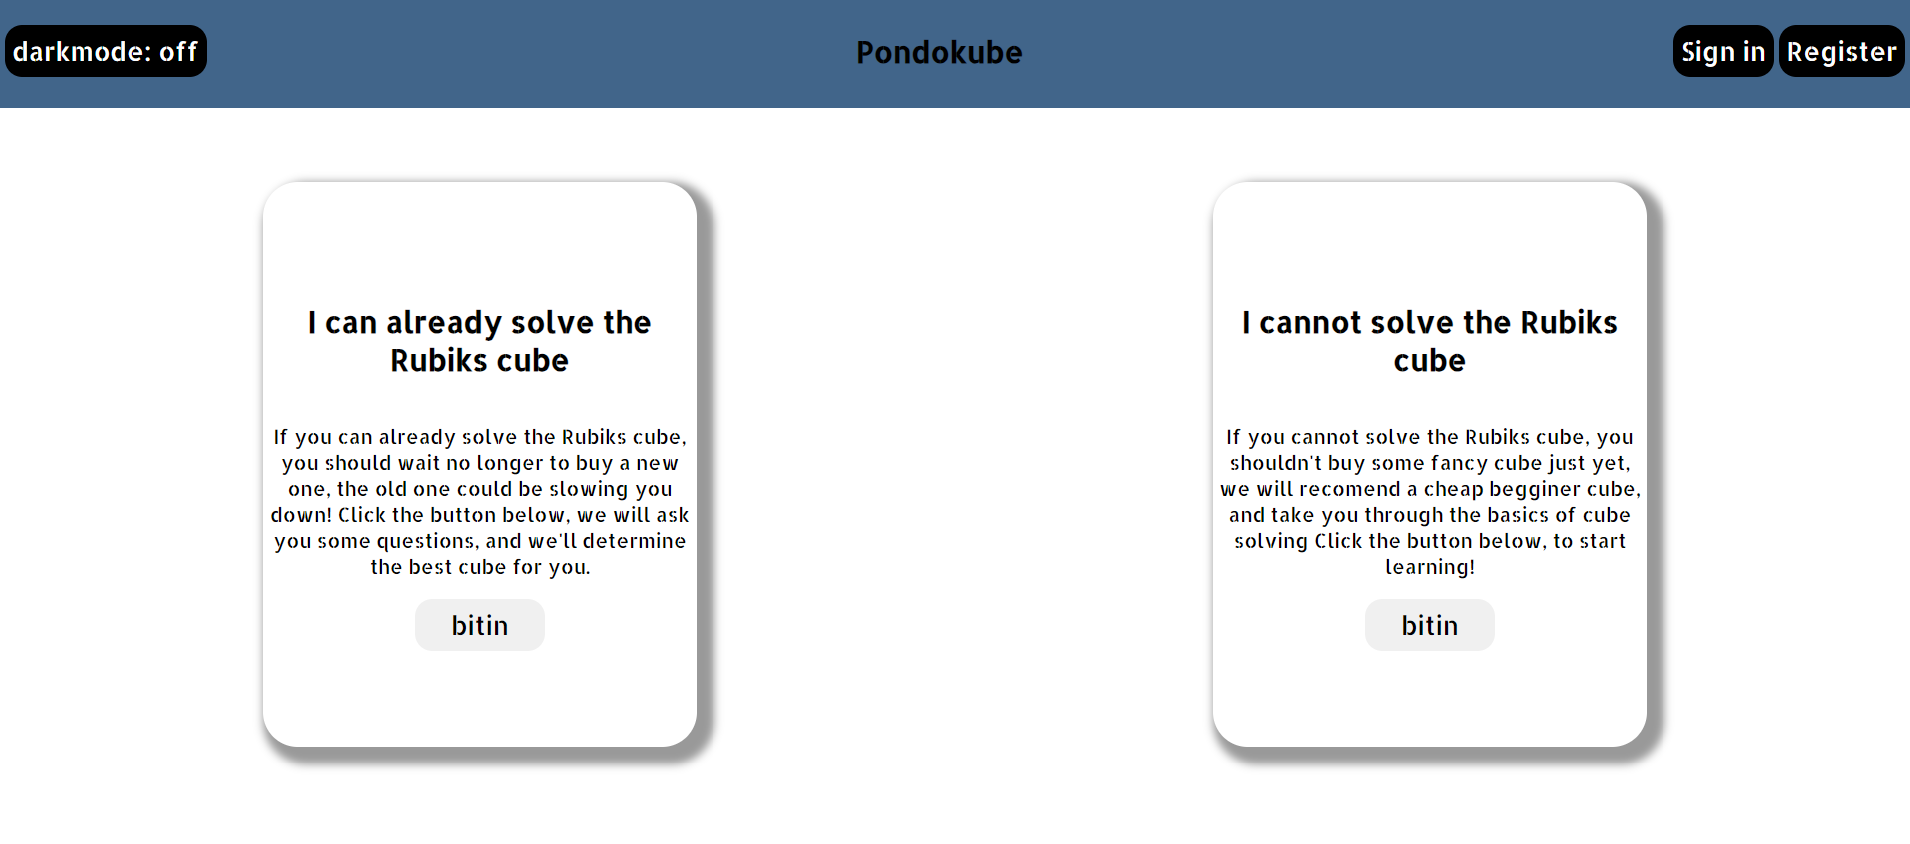 darkmode: off
Pondokube
Sign in
Register
I can already solve the
Rubiks cube
If you can already solve the Rubiks cube,
you should wait no longer to buy a new
one, the old one could be slowing you
down! Click the button below, we will ask
you some questions, and we'll determine
the best cube for you.
bitin
I cannot solve the Rubiks
cube
If you cannot solve the Rubiks cube, you
shouldn't buy some fancy cube just yet,
we will recomend a cheap begginer cube,
and take you through the basics of cube
solving Click the button below, to start
learning!
bitin